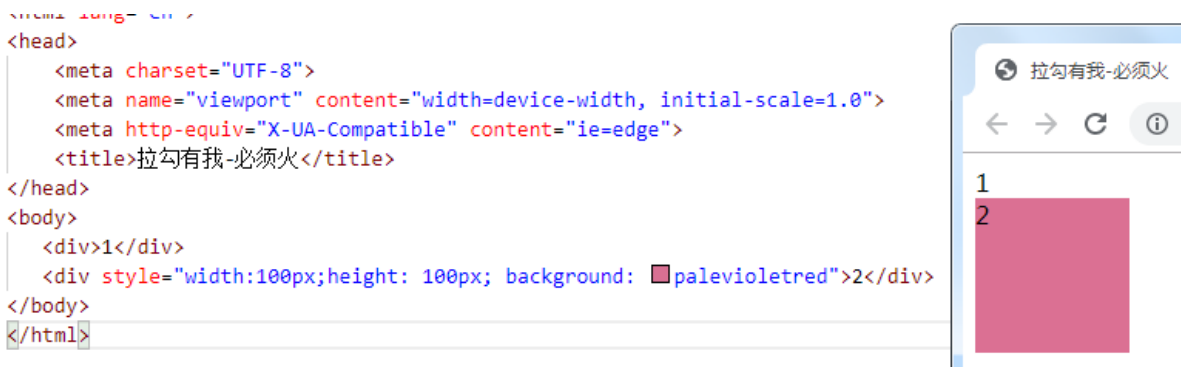 <html lang="en">
<head>
<meta charset="UTF-8">
<meta name="viewport" content="width=device-width, initial-scale=1.0">
<meta http-equiv="X-UA-Compatible" content="ie=edge">
<title>拉勾有我-必须火</title>
</head>
<body>
<div>1</div>
<div style="width:100px;height: 100px; background: palevioletred">2</div>
</body>
</html>
拉勾有我-必须火
1
2